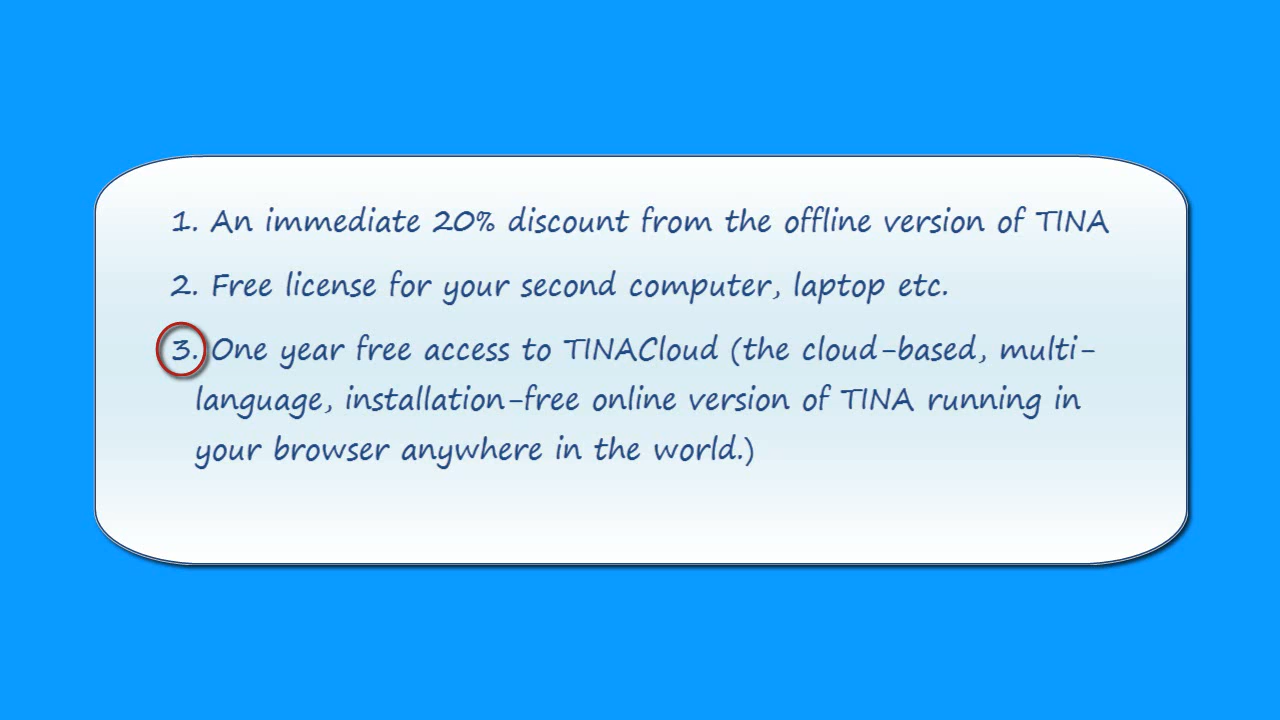 1. An immediate 20% discount from the offline version of TINA
2. Free license for your second computer, laptop etc.
3. One year free access to TINACloud (the cloud-based, multi-
language, installation-free online version of TINA running in
your browser anywhere in the world.)